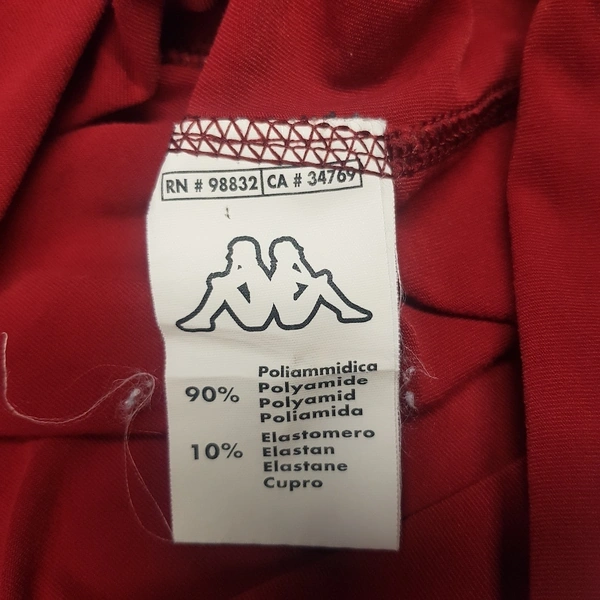 RN # 98832 CA # 34769
90%
Poliammidica
Polyamide
Polyamid
Poliamida
10%
Elastomero
Elastan
Elastane
Cupro